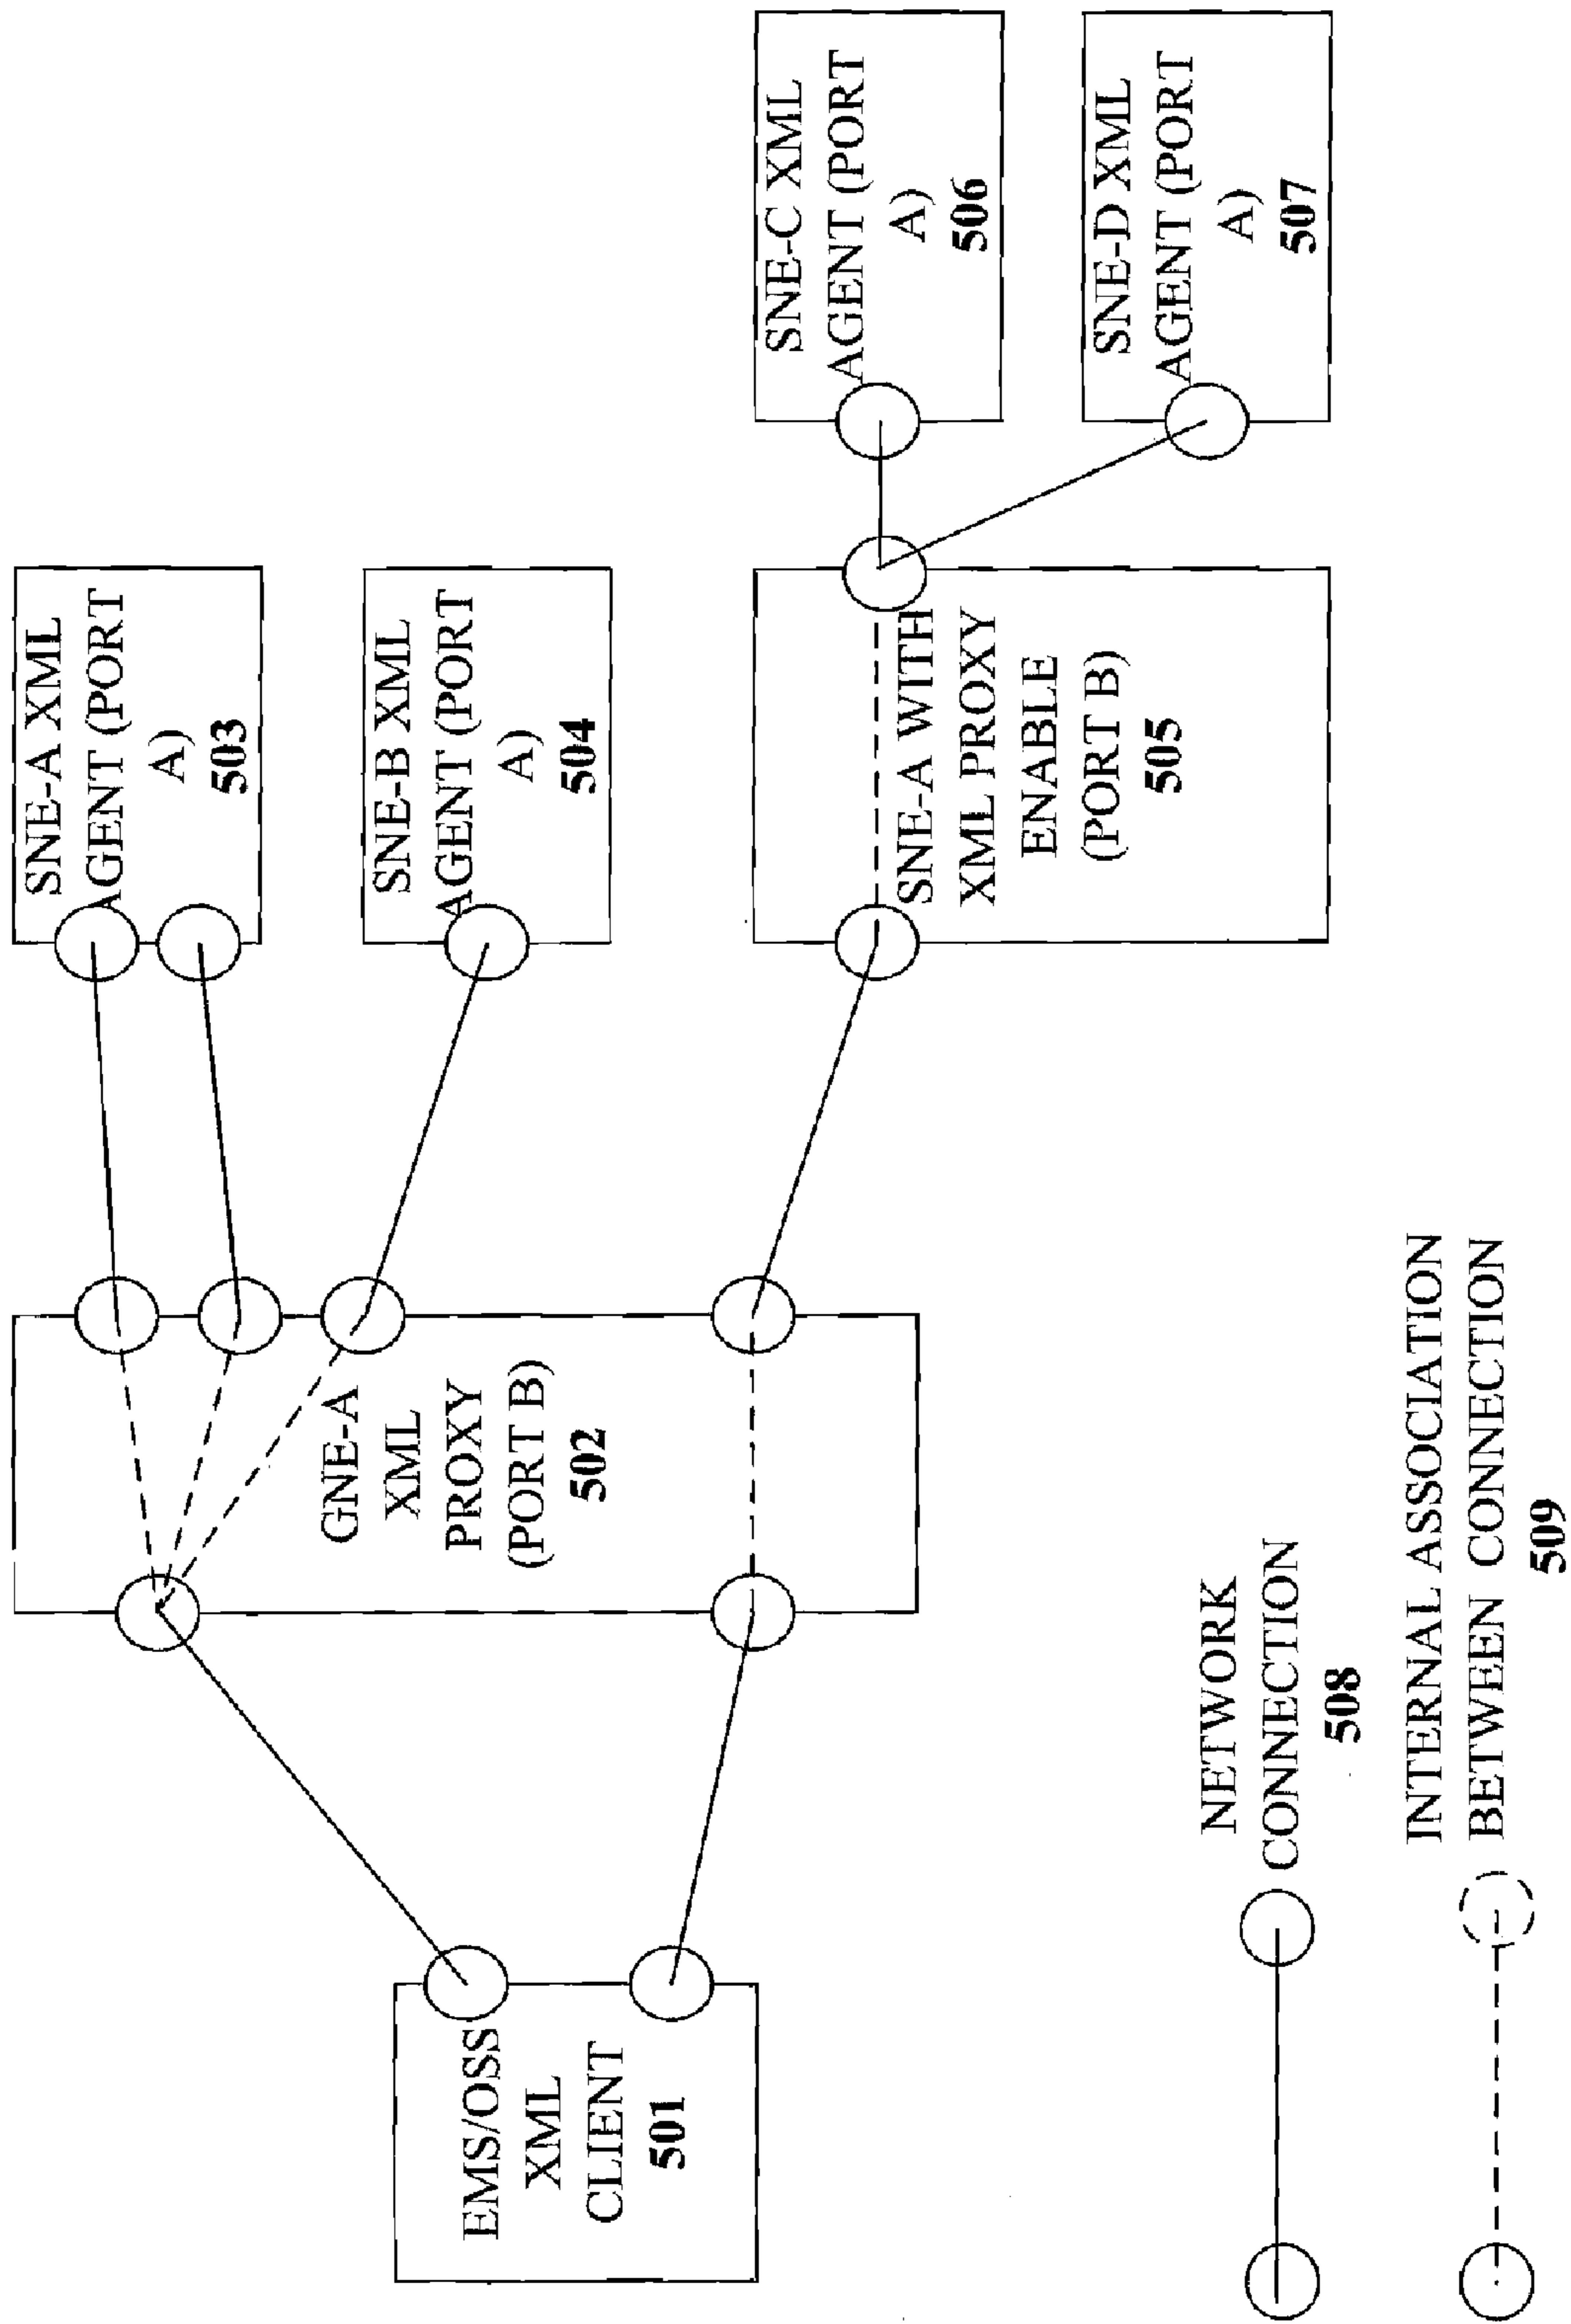 EMS/OSS
XML
CLIENT
501
GNE-A
XML
PROXY
(PORT B)
502
SNE-A XML
AGENT (PORT
A)
503
SNE-B XML
AGENT (PORT
A)
504
SNE-A WITH
XML PROXY
ENABLE
(PORT B)
505
SNE-C XML
AGENT (PORT
A)
506
SNE-D XML
AGENT (PORT
A)
507
NETWORK
CONNECTION
508
INTERNAL ASSOCIATION
BETWEEN CONNECTION
509